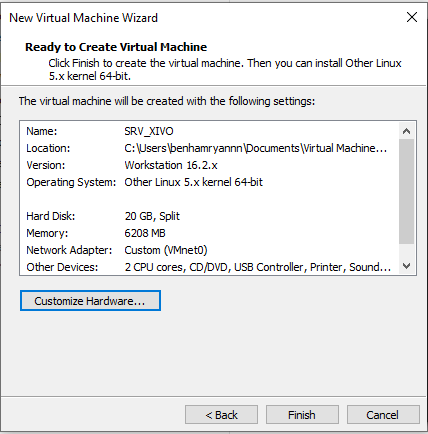 New Virtual Machine Wizard
Ready to Create Virtual Machine
Click Finish to create the virtual machine. Then you can install Other Linux
5.x kernel 64-bit.
The virtual machine will be created with the following settings:
Name: SRV_XIVO
Location: C:\Users\benhamryannn\Documents\Virtual Machine...
Version: Workstation 16.2.x
Operating System: Other Linux 5.x kernel 64-bit
Hard Disk: 20 GB, Split
Memory: 6208 MB
Network Adapter: Custom (VMnet0)
Other Devices: 2 CPU cores, CD/DVD, USB Controller, Printer, Sound...
Customize Hardware...
< Back Finish Cancel